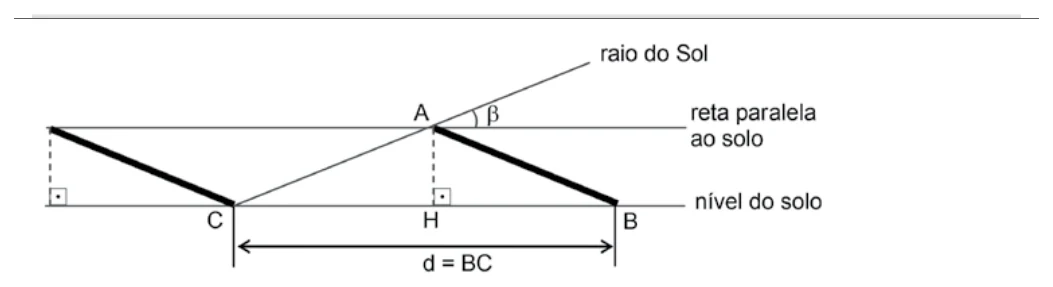 raio do Sol
A
β
reta paralela
ao solo
nível do solo
C
H
B
d = BC